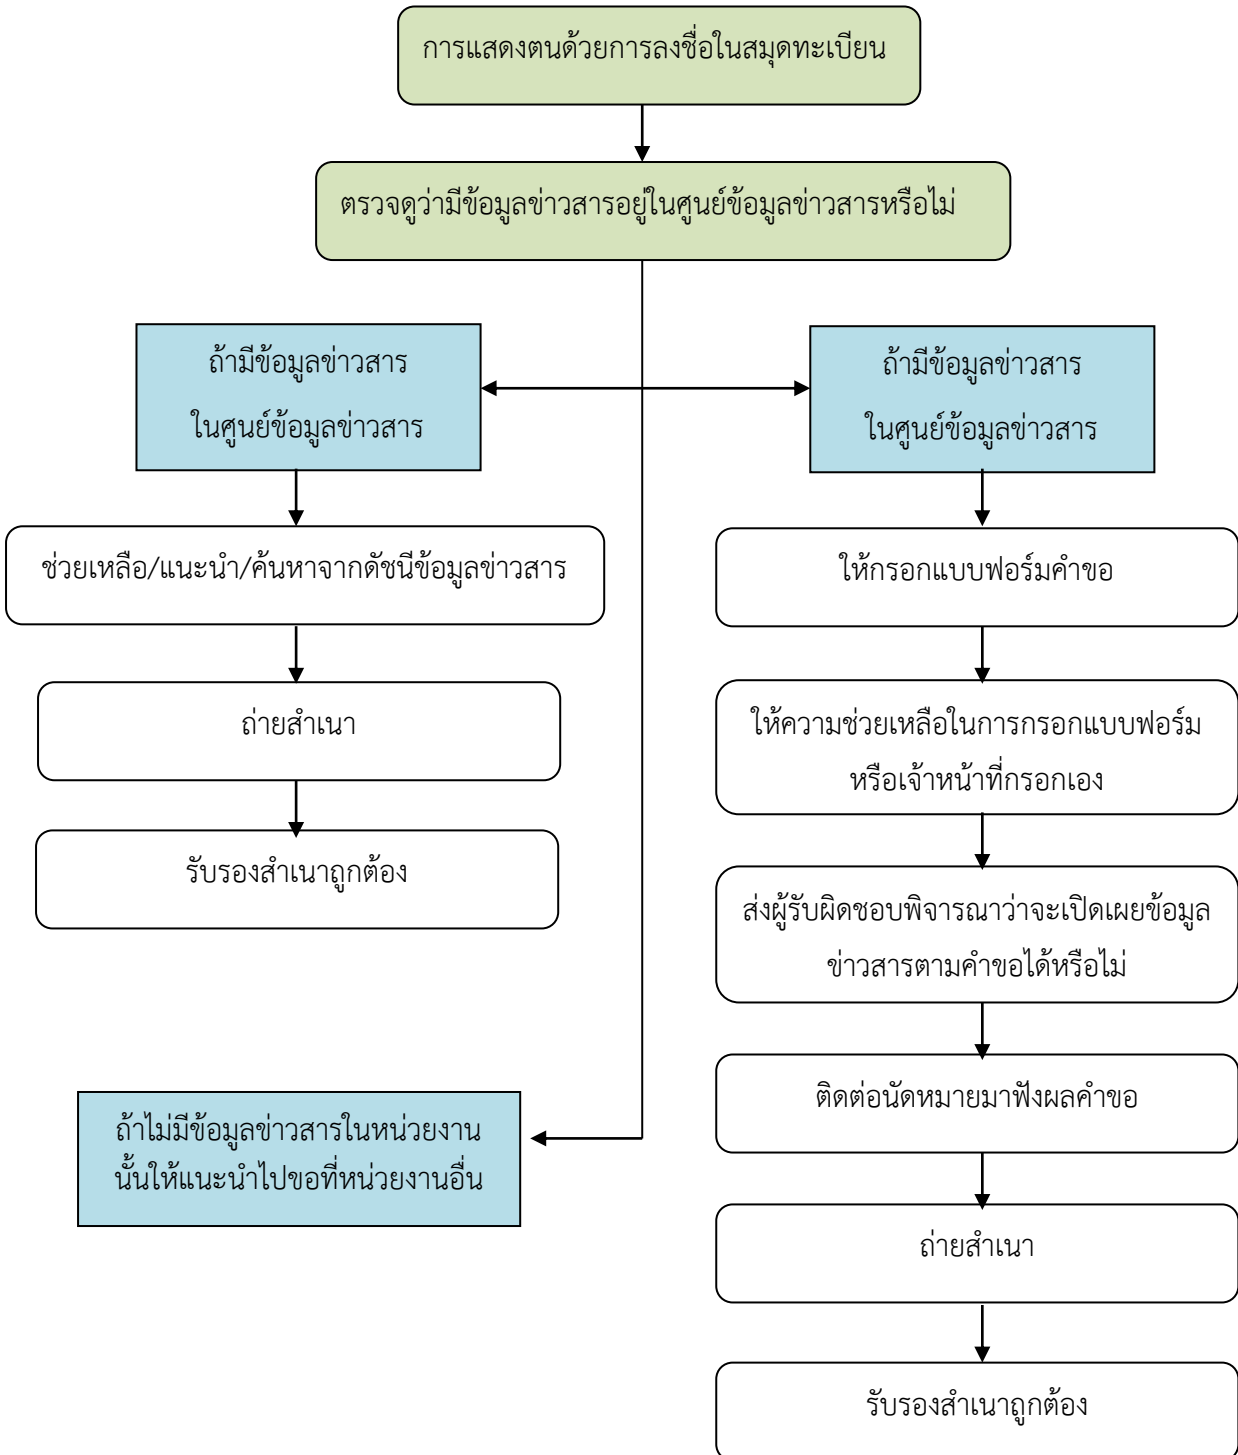 การแสดงตนด้วยการลงชื่อในสมุดทะเบียน
ตรวจดูว่ามีข้อมูลข่าวสารอยู่ในศูนย์ข้อมูลข่าวสารหรือไม่
ถ้ามีข้อมูลข่าวสาร
ในศูนย์ข้อมูลข่าวสาร
ช่วยเหลือ/แนะนำ/ค้นหาจากดัชนีข้อมูลข่าวสาร
ถ่ายสำเนา
รับรองสำเนาถูกต้อง
ถ้าไม่มีข้อมูลข่าวสารในหน่วยงาน
นั้นให้แนะนำไปขอที่หน่วยงานอื่น
ถ้ามีข้อมูลข่าวสาร
ในศูนย์ข้อมูลข่าวสาร
ให้กรอกแบบฟอร์มคำขอ
ให้ความช่วยเหลือในการกรอกแบบฟอร์ม
หรือเจ้าหน้าที่กรอกเอง
ส่งผู้รับผิดชอบพิจารณาว่าจะเปิดเผยข้อมูล
ข่าวสารตามคำขอได้หรือไม่
ติดต่อนัดหมายมาฟังผลคำขอ
ถ่ายสำเนา
รับรองสำเนาถูกต้อง